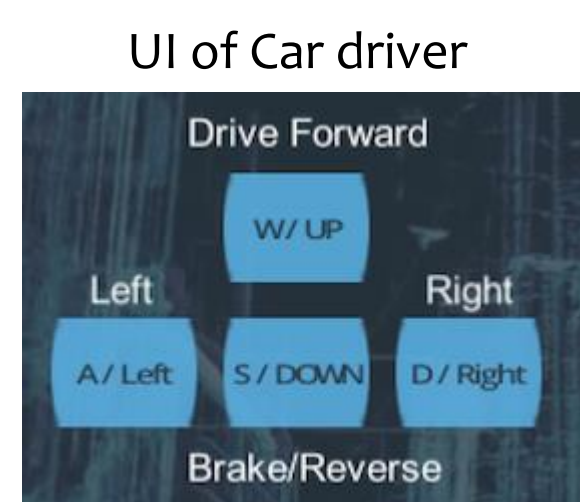 UI of Car driver
Drive Forward
W/ UP
Left
Right
A / Left
S / DOWN
D / Right
Brake/Reverse